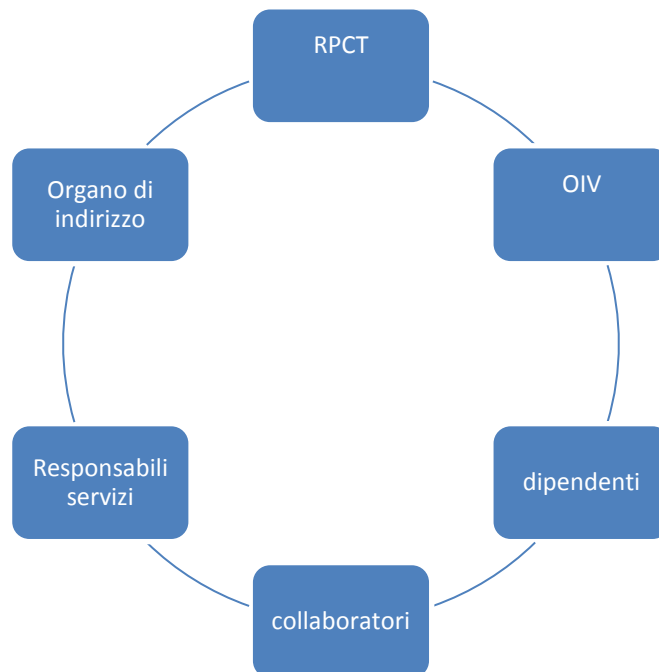 RPCT
OIV
dipendenti
collaboratori
Responsabili
servizi
Organo di
indirizzo